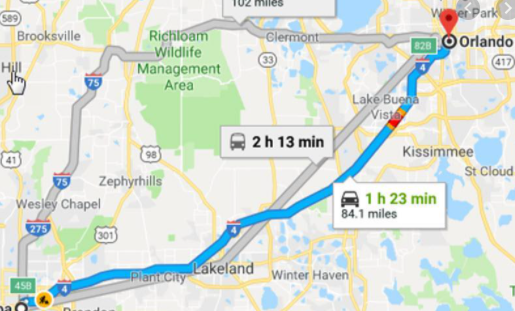 102 miles
Winter Park
589
Brooksville
Richloam
Wildlife
Management
Area
Clermont
82B
Orlando
4
417
Hill
75
33
Lake Buena
Vista
2 h 13 min
Kissimmee
41
98
St Cloud
75
Zephyrhills
1 h 23 min
84.1 miles
Wesley Chapel
275
301
4
Lakeland
Winter Haven
Plant City
45B
4